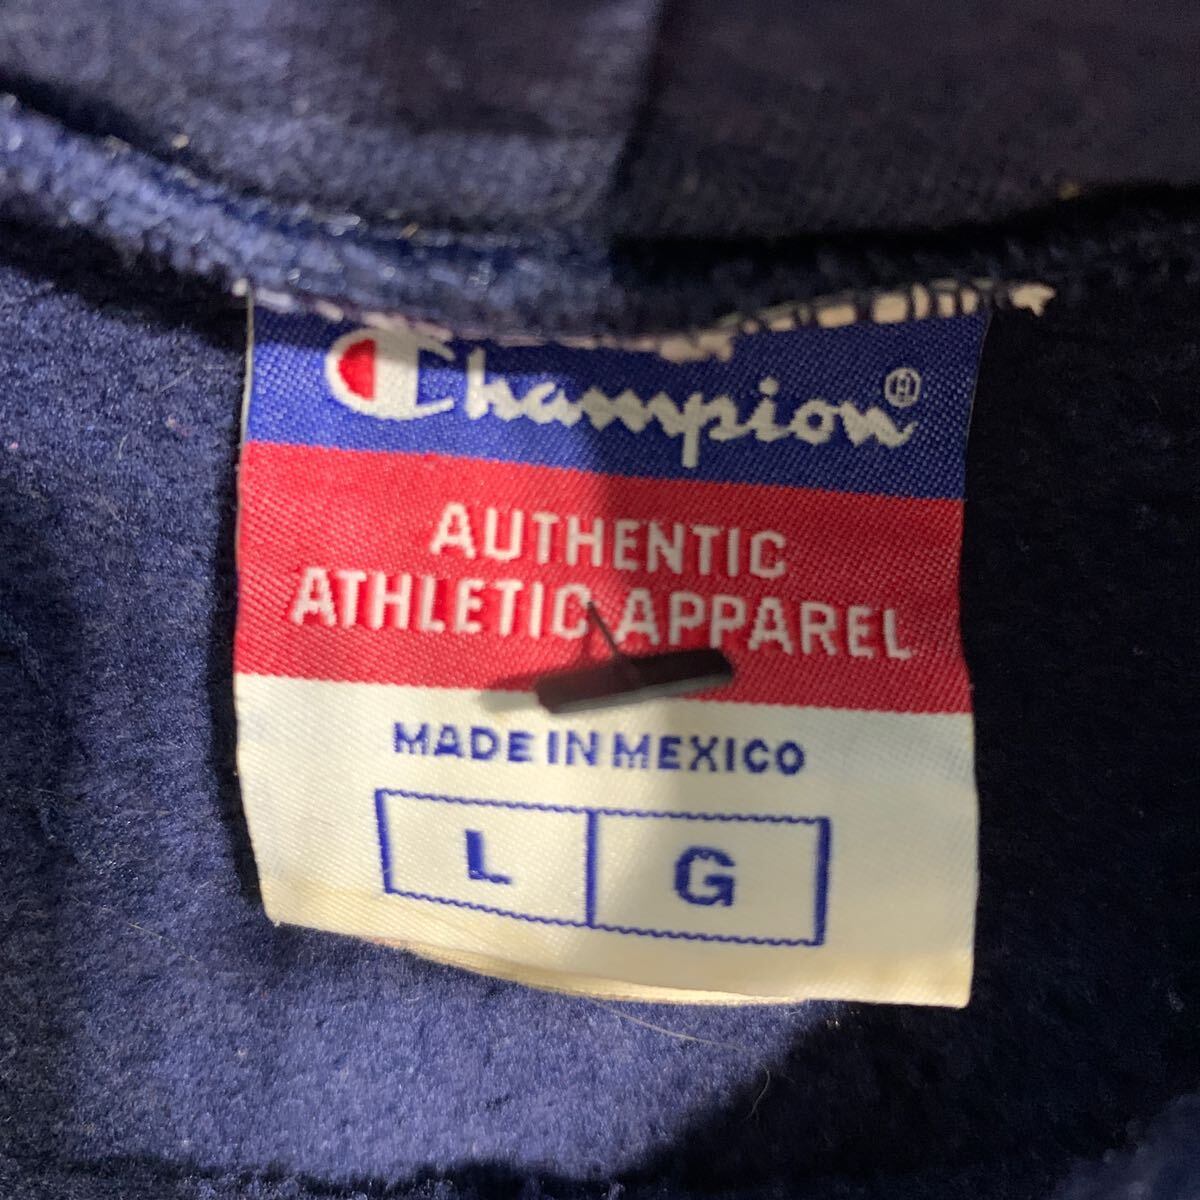 Champion®
AUTHENTIC
ATHLETIC APPAREL
MADE IN MEXICO
L G